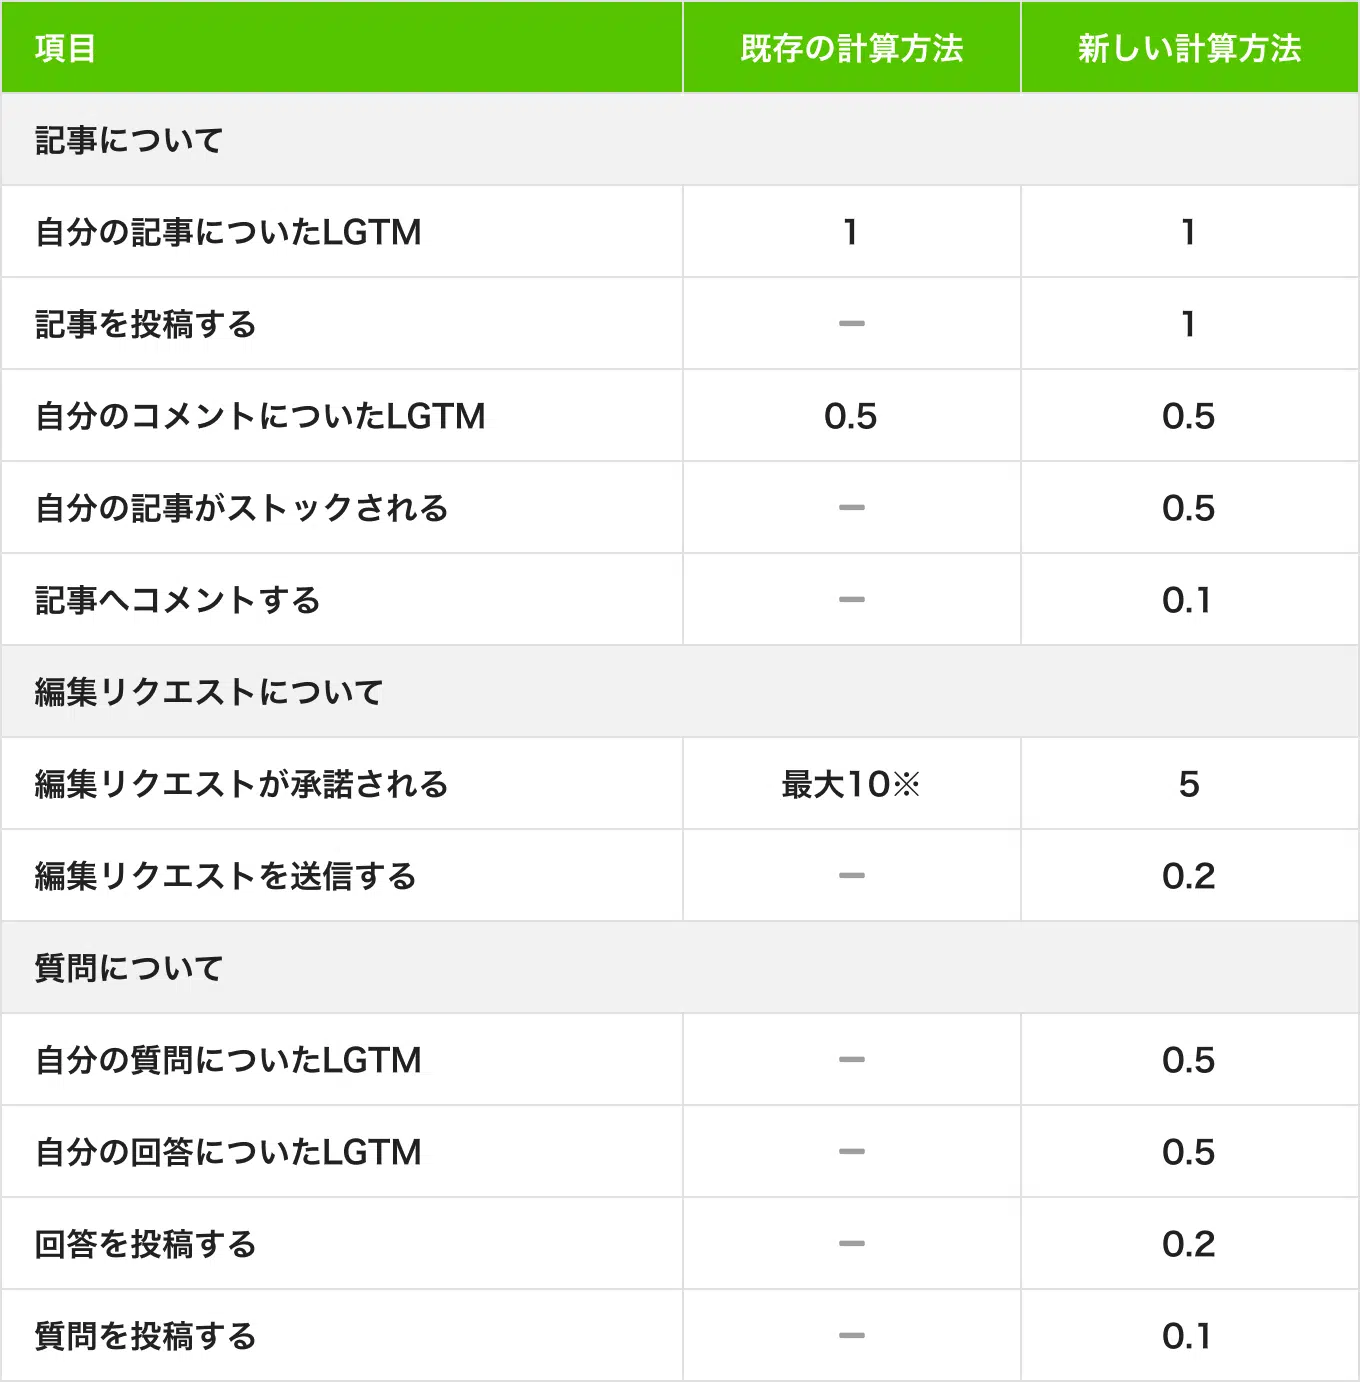 項目 既存の計算方法 新しい計算方法
記事について
自分の記事についたLGTM 1 1
記事を投稿する — 1
自分のコメントについたLGTM 0.5 0.5
自分の記事がストックされる — 0.5
記事へコメントする — 0.1
編集リクエストについて
編集リクエストが承諾される 最大10※ 5
編集リクエストを送信する — 0.2
質問について
自分の質問についたLGTM — 0.5
自分の回答についたLGTM — 0.5
回答を投稿する — 0.2
質問を投稿する — 0.1